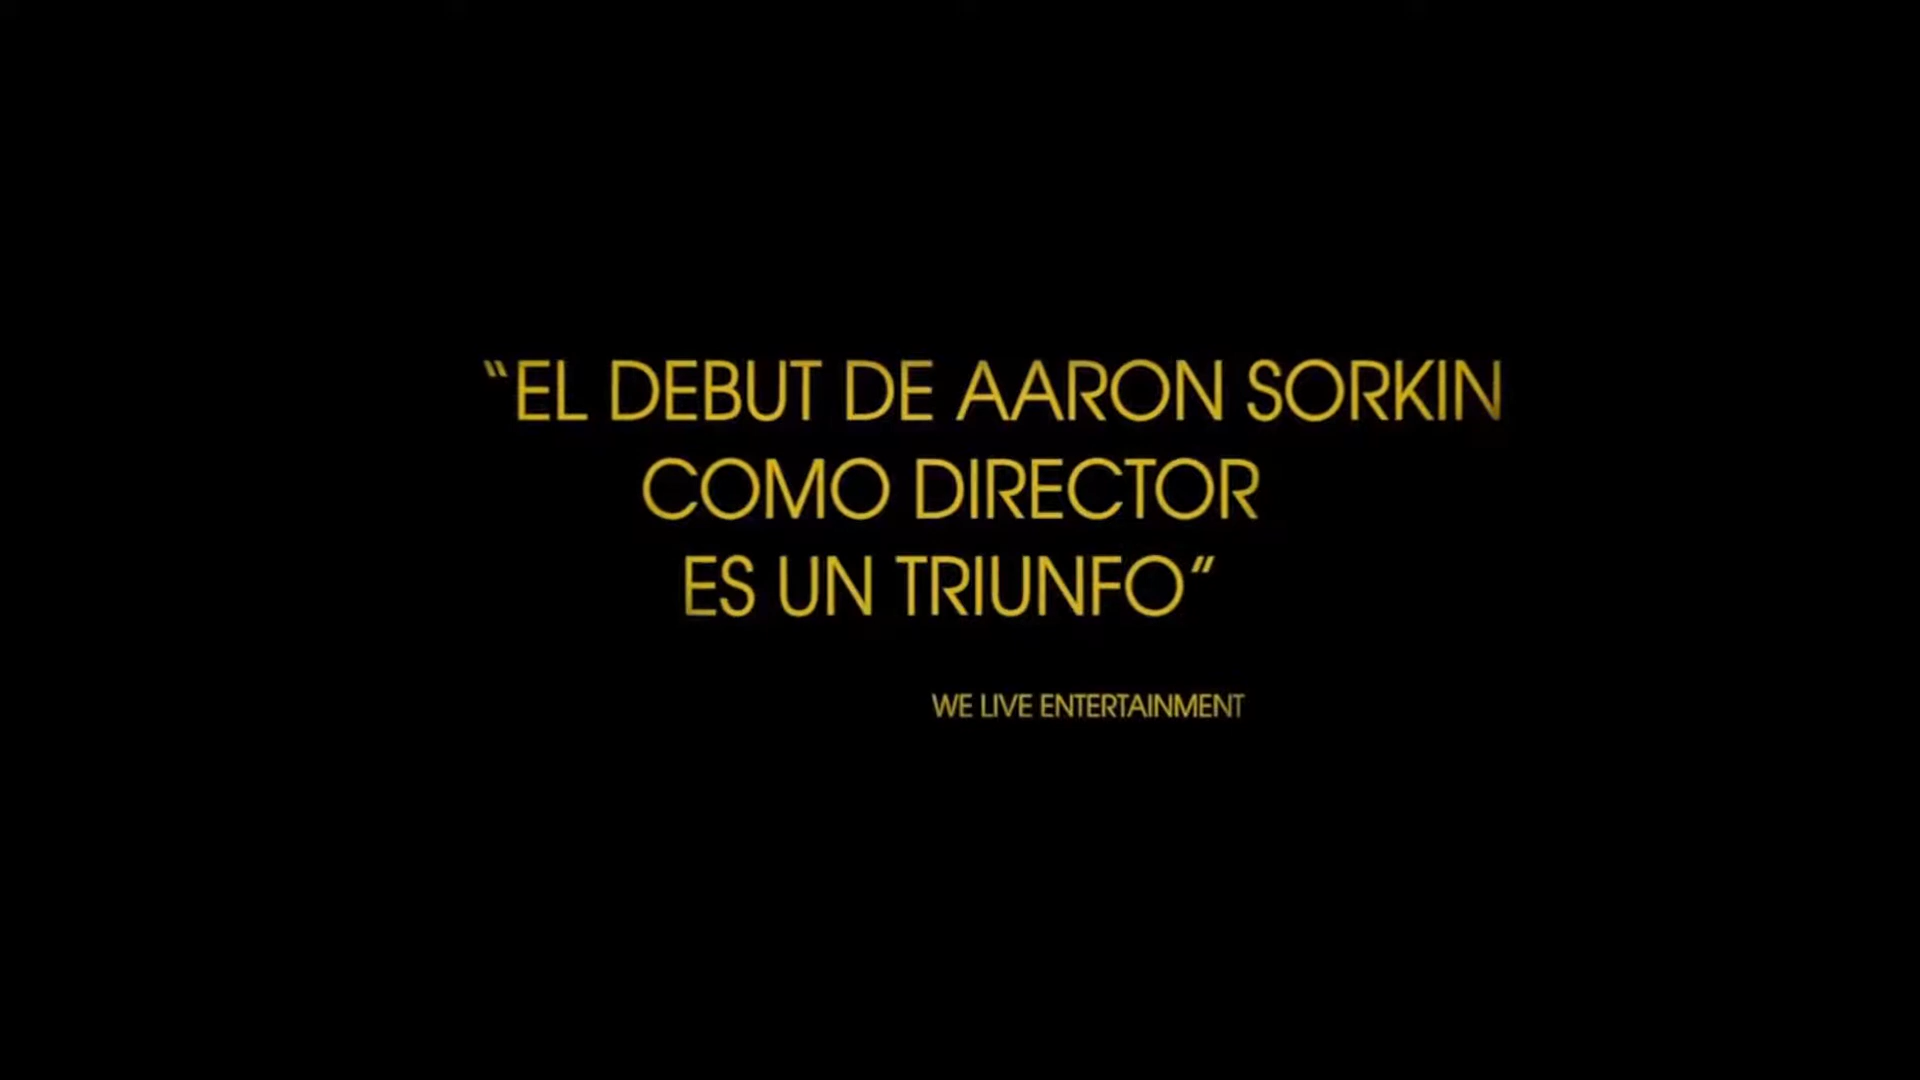 “EL DEBUT DE AARON SORKIN
COMO DIRECTOR
ES UN TRIUNFO”
WE LIVE ENTERTAINMENT